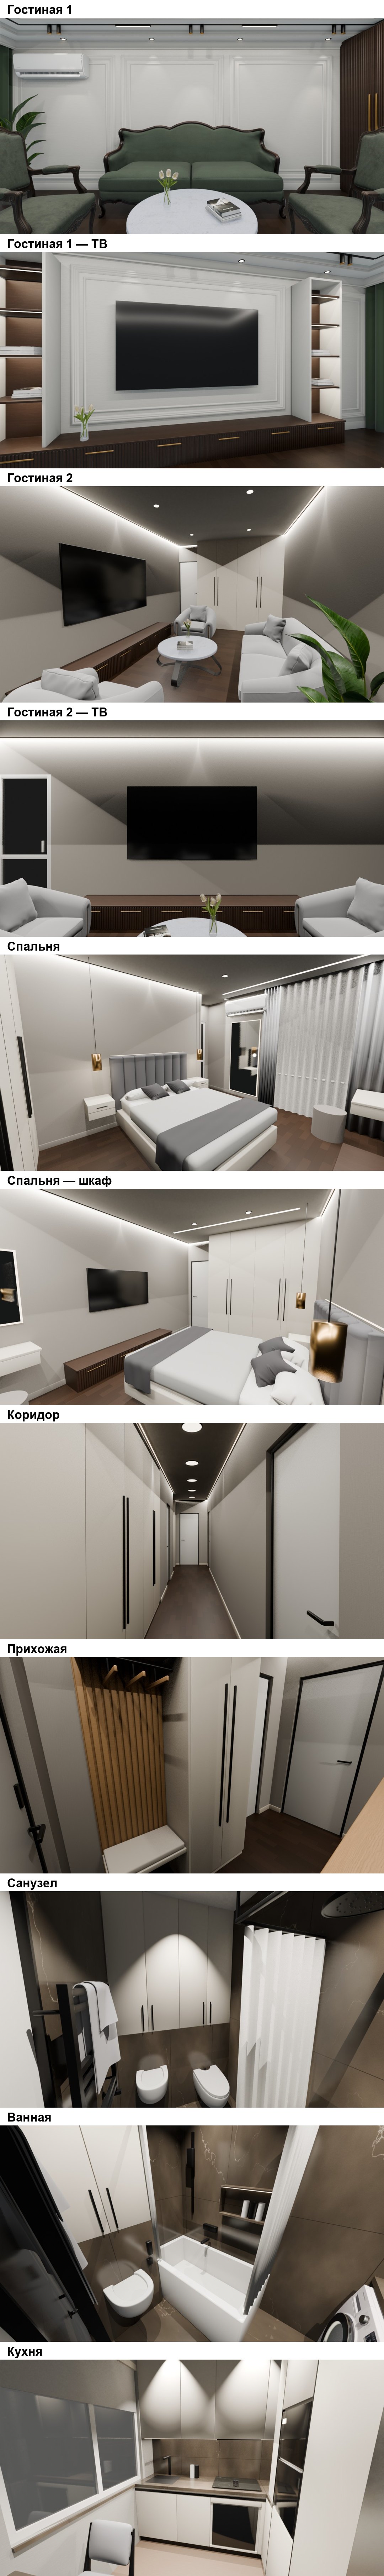 Гостиная 1
Гостиная 1 — ТВ
Гостиная 2
Гостиная 2 — ТВ
Спальня
Спальня — шкаф
Коридор
Прихожая
Санузел
Ванная
Кухня